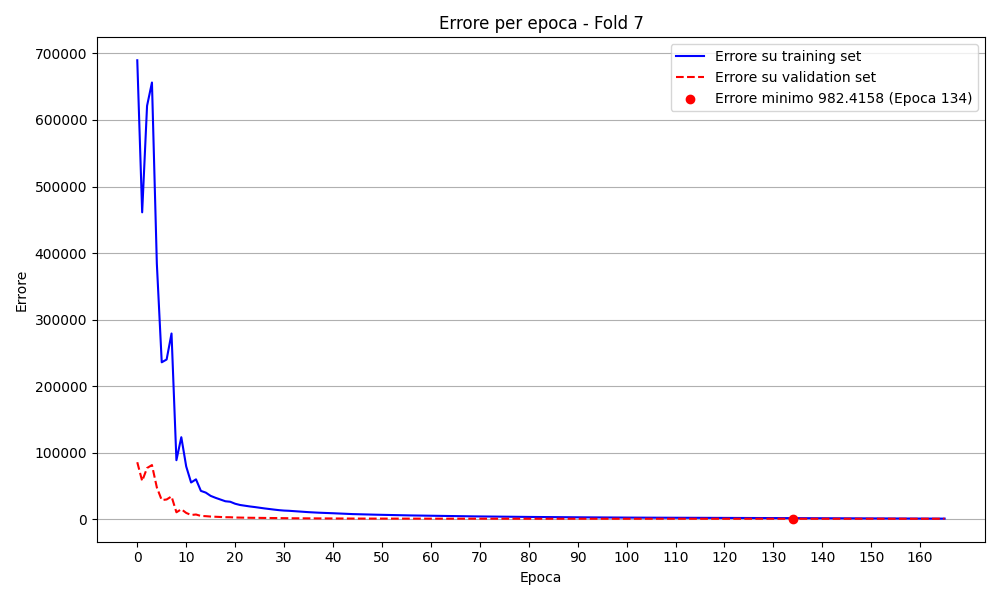 Errore per epoca - Fold 7
Errore su training set
Errore su validation set
Errore minimo 982.4158 (Epoca 134)
Errore
700000
600000
500000
400000
300000
200000
100000
0
0 10 20 30 40 50 60 70 80 90 100 110 120 130 140 150 160
Epoca